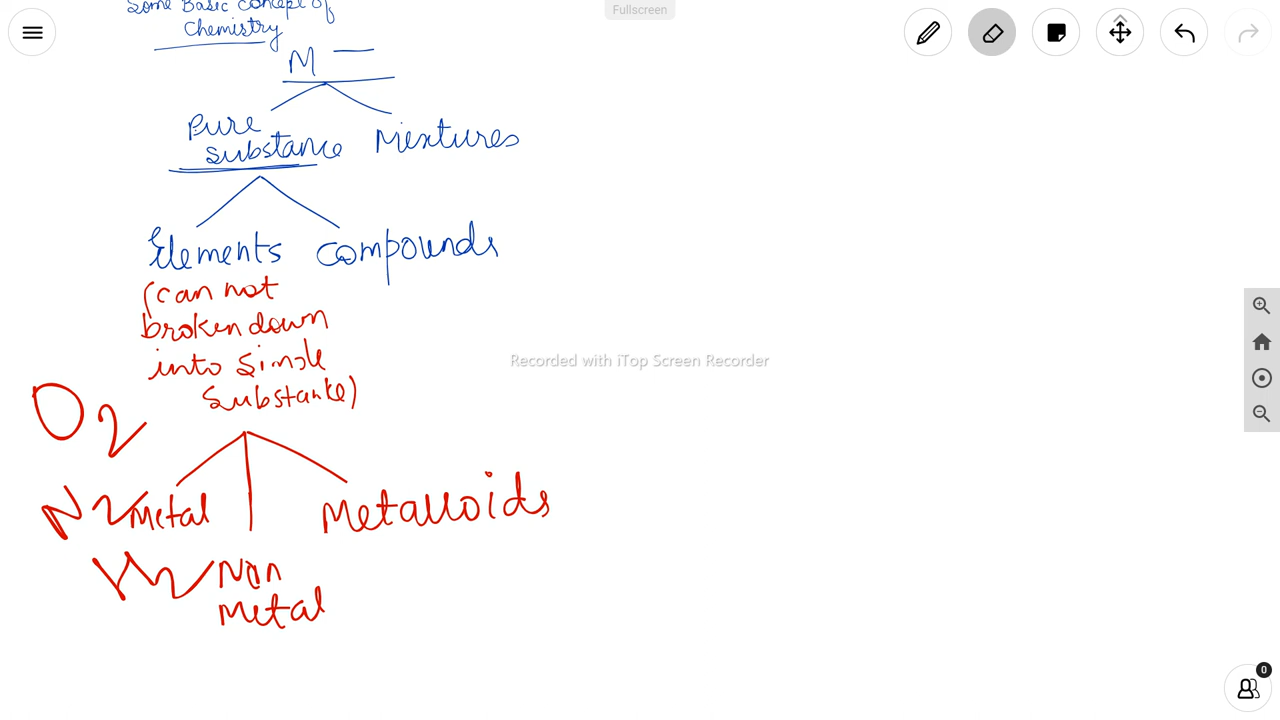 Some Basic Concept of
Chemistry
Fullscreen
M
Pure
substance
Mixtures
Elements
compounds
(can not
broken down
into simple
substance)
O2
N2
Metal
Metalloids
H2
Non
Metal
Recorded with iTop Screen Recorder
0